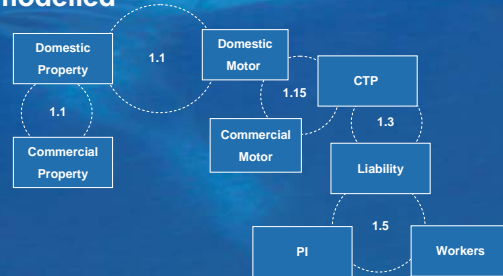 modelled
Domestic
Property
1.1
Domestic
Motor
1.15
CTP
1.1
Commercial
Property
Commercial
Motor
1.3
Liability
1.5
PI
Workers